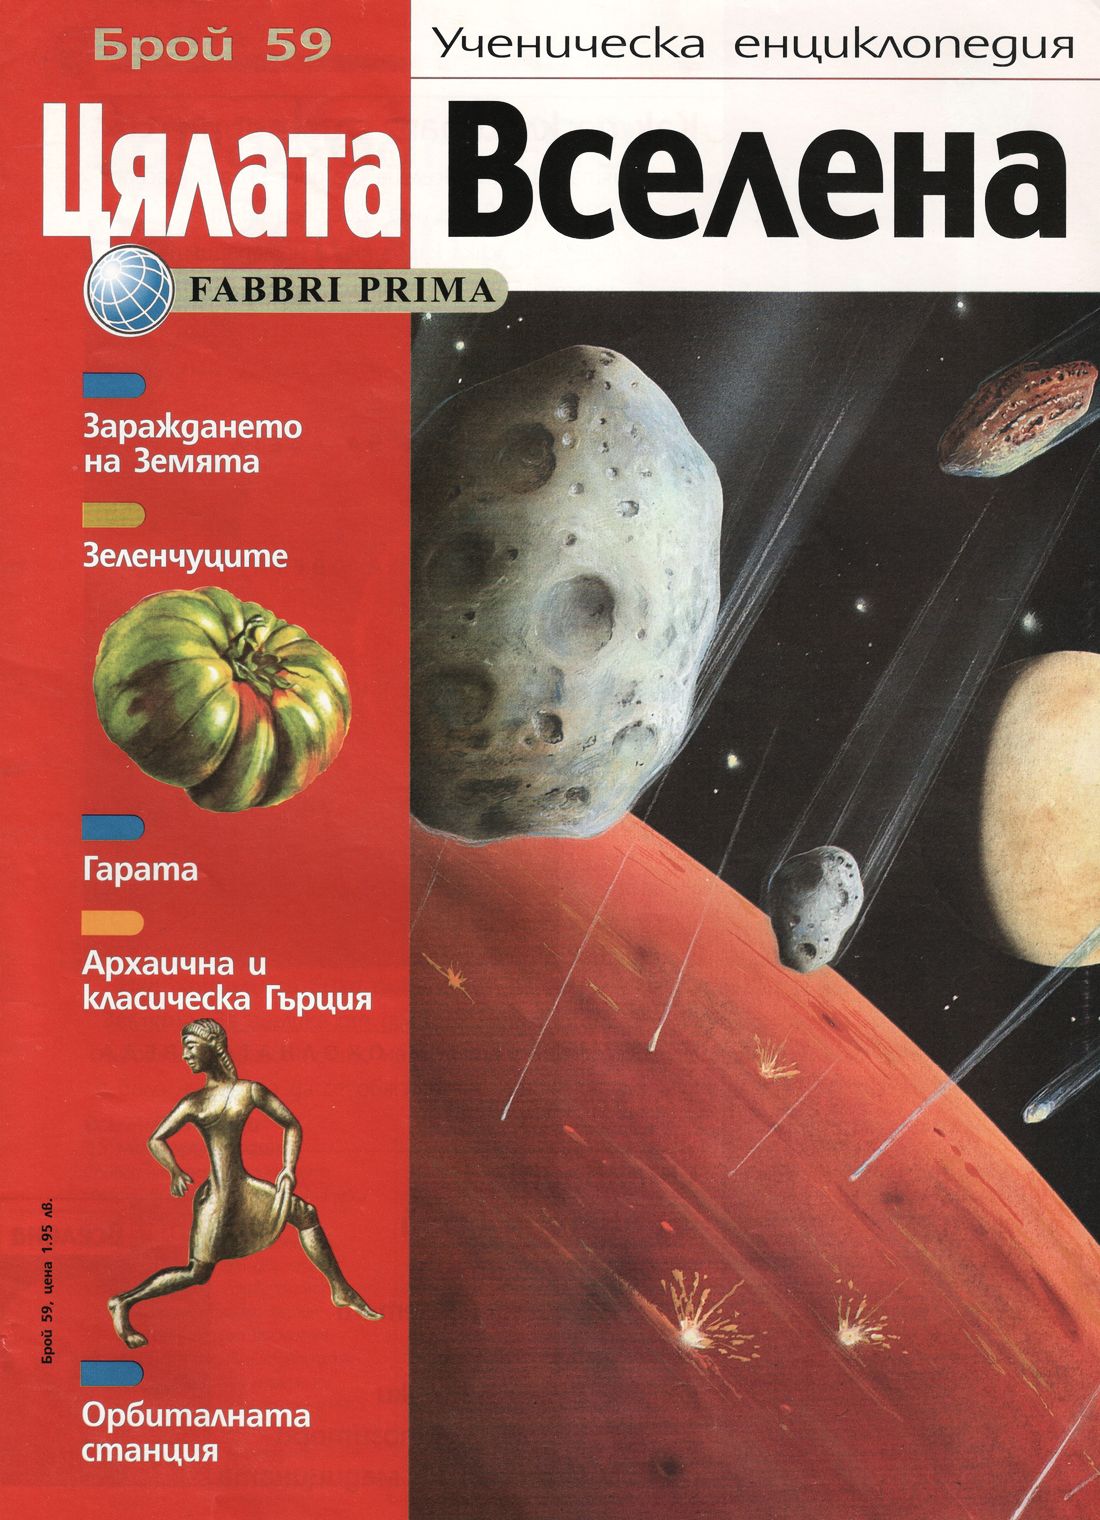 Брой 59
Ученическа енциклопедия
Цялата Вселена
FABBRI PRIMA
Зараждането
на Земята
Зеленчуците
Гарата
Архаична и
класическа Гърция
Орбиталната
станция
Брой 59, цена 1.95 лв.